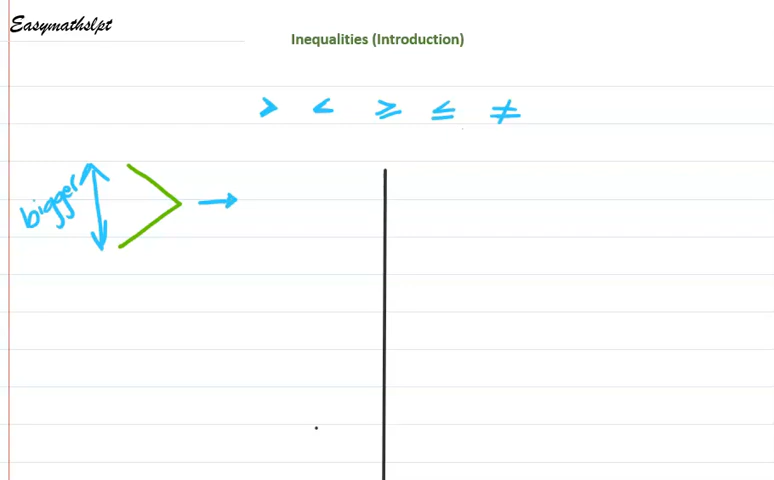 Easymathslpt
Inequalities (Introduction)
> < ≥ ≤ ≠
bigger